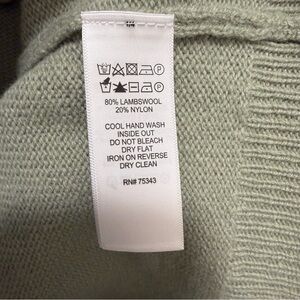 80% LAMBSWOOL
20% NYLON
COOL HAND WASH
INSIDE OUT
DO NOT BLEACH
DRY FLAT
IRON ON REVERSE
DRY CLEAN
RN# 75343